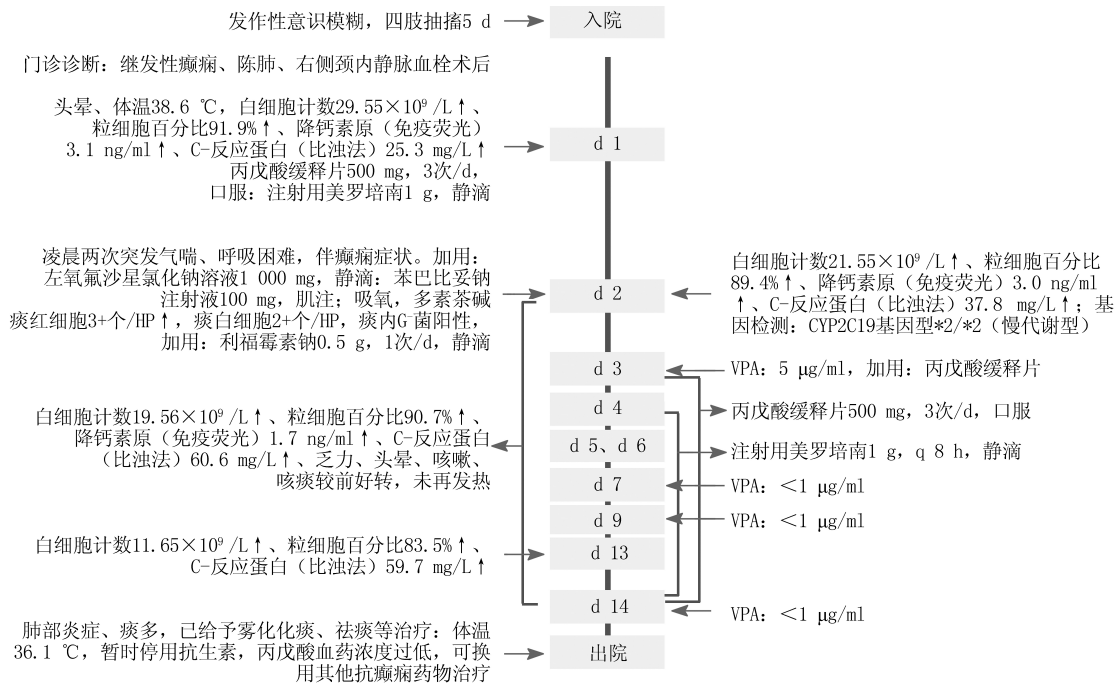 发作性意识模糊，四肢抽搐5 d
入院
门诊诊断：继发性癫痫、陈肺、右侧颈内静脉血栓术后
头晕、体温38.6 ℃，白细胞计数29.55×10⁹/L↑、
粒细胞百分比91.9%↑、降钙素原（免疫荧光）
3.1 ng/ml↑、C-反应蛋白（比浊法）25.3 mg/L↑
丙戊酸缓释片500 mg，3次/d，
口服：注射用美罗培南1 g，静滴
d 1
凌晨两次突发气喘、呼吸困难，伴癫痫症状。加用：
左氧氟沙星氯化钠溶液1 000 mg，静滴：苯巴比妥钠
注射液100 mg，肌注；吸氧，多索茶碱
痰红细胞3+个/HP↑，痰白细胞2+个/HP，痰内G⁻菌阳性，
加用：利福霉素钠0.5 g，1次/d，静滴
d 2
白细胞计数21.55×10⁹/L↑、粒细胞百分比
89.4%↑、降钙素原（免疫荧光）3.0 ng/ml
↑、C-反应蛋白（比浊法）37.8 mg/L↑；基
因检测：CYP2C19基因型*2/*2（慢代谢型）
d 3
VPA：5 μg/ml，加用：丙戊酸缓释片
d 4
丙戊酸缓释片500 mg，3次/d，口服
白细胞计数19.56×10⁹/L↑、粒细胞百分比90.7%↑、
降钙素原（免疫荧光）1.7 ng/ml↑、C-反应蛋白
（比浊法）60.6 mg/L↑、乏力、头晕、咳嗽、
咳痰较前好转，未再发热
d 5、d 6
注射用美罗培南1 g，q 8 h，静滴
d 7
VPA：＜1 μg/ml
d 9
VPA：＜1 μg/ml
白细胞计数11.65×10⁹/L↑、粒细胞百分比83.5%↑、
C-反应蛋白（比浊法）59.7 mg/L↑
d 13
d 14
VPA：＜1 μg/ml
肺部炎症、痰多，已给予雾化化痰、祛痰等治疗：体温
36.1 ℃，暂时停用抗生素，丙戊酸血药浓度过低，可换
用其他抗癫痫药物治疗
出院